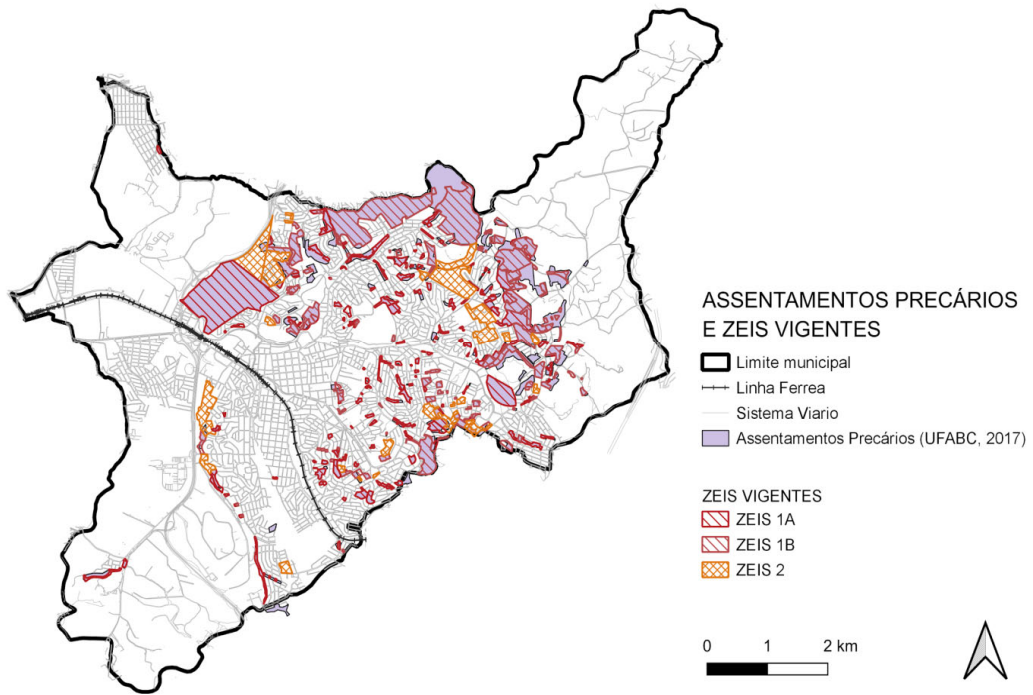 ASSENTAMENTOS PRECÁRIOS
E ZEIS VIGENTES
Limite municipal
Linha Ferrea
Sistema Viario
Assentamentos Precários (UFABC, 2017)
ZEIS VIGENTES
ZEIS 1A
ZEIS 1B
ZEIS 2
0 1 2 km